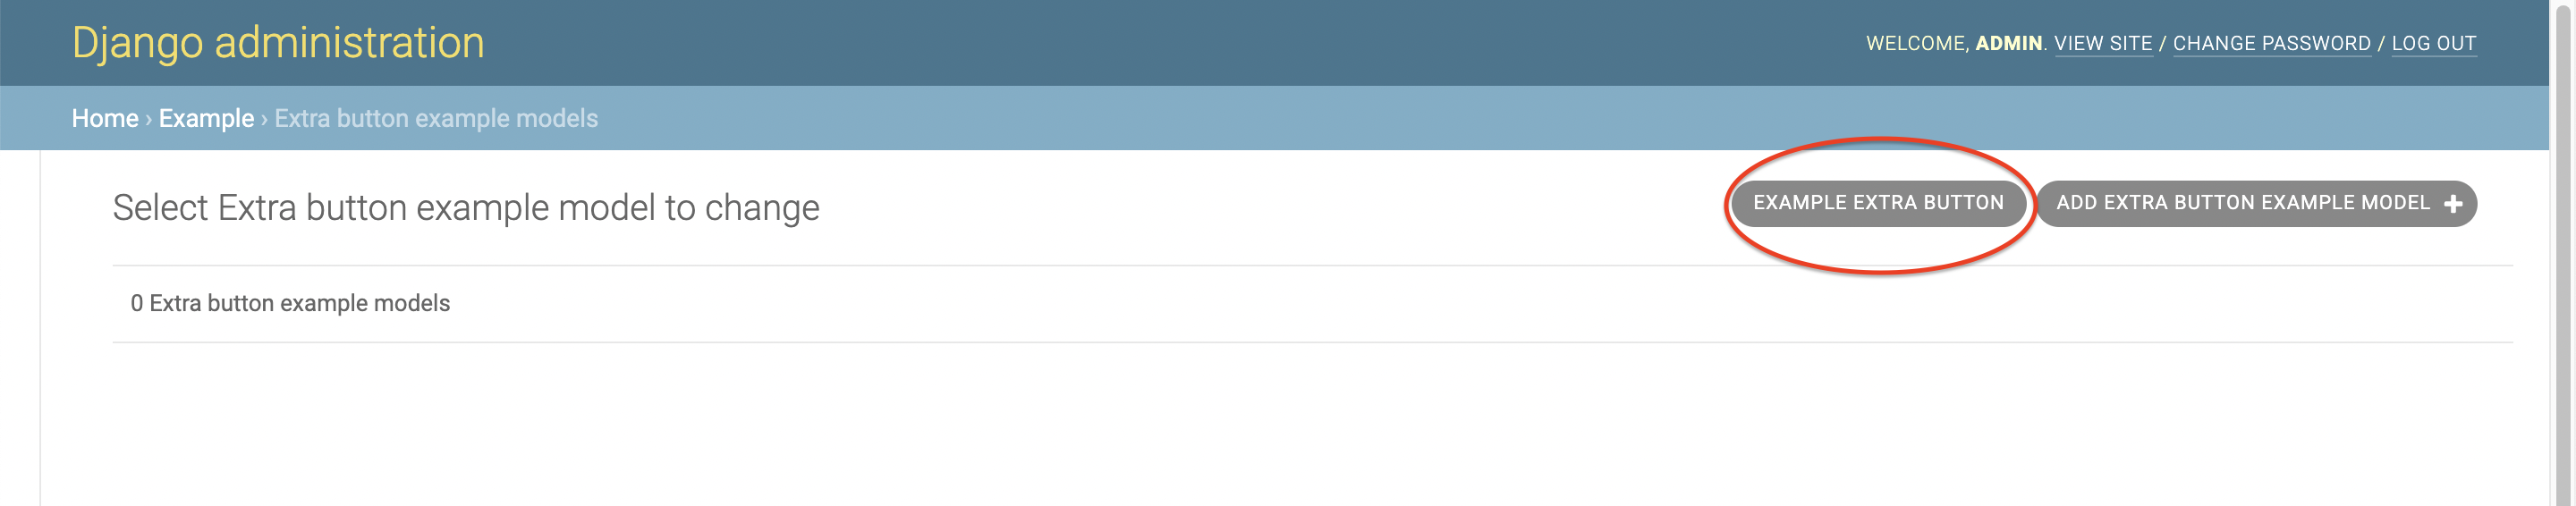 Django administration
WELCOME, ADMIN. VIEW SITE / CHANGE PASSWORD / LOG OUT
Home › Example › Extra button example models
Select Extra button example model to change
EXAMPLE EXTRA BUTTON
ADD EXTRA BUTTON EXAMPLE MODEL +
0 Extra button example models